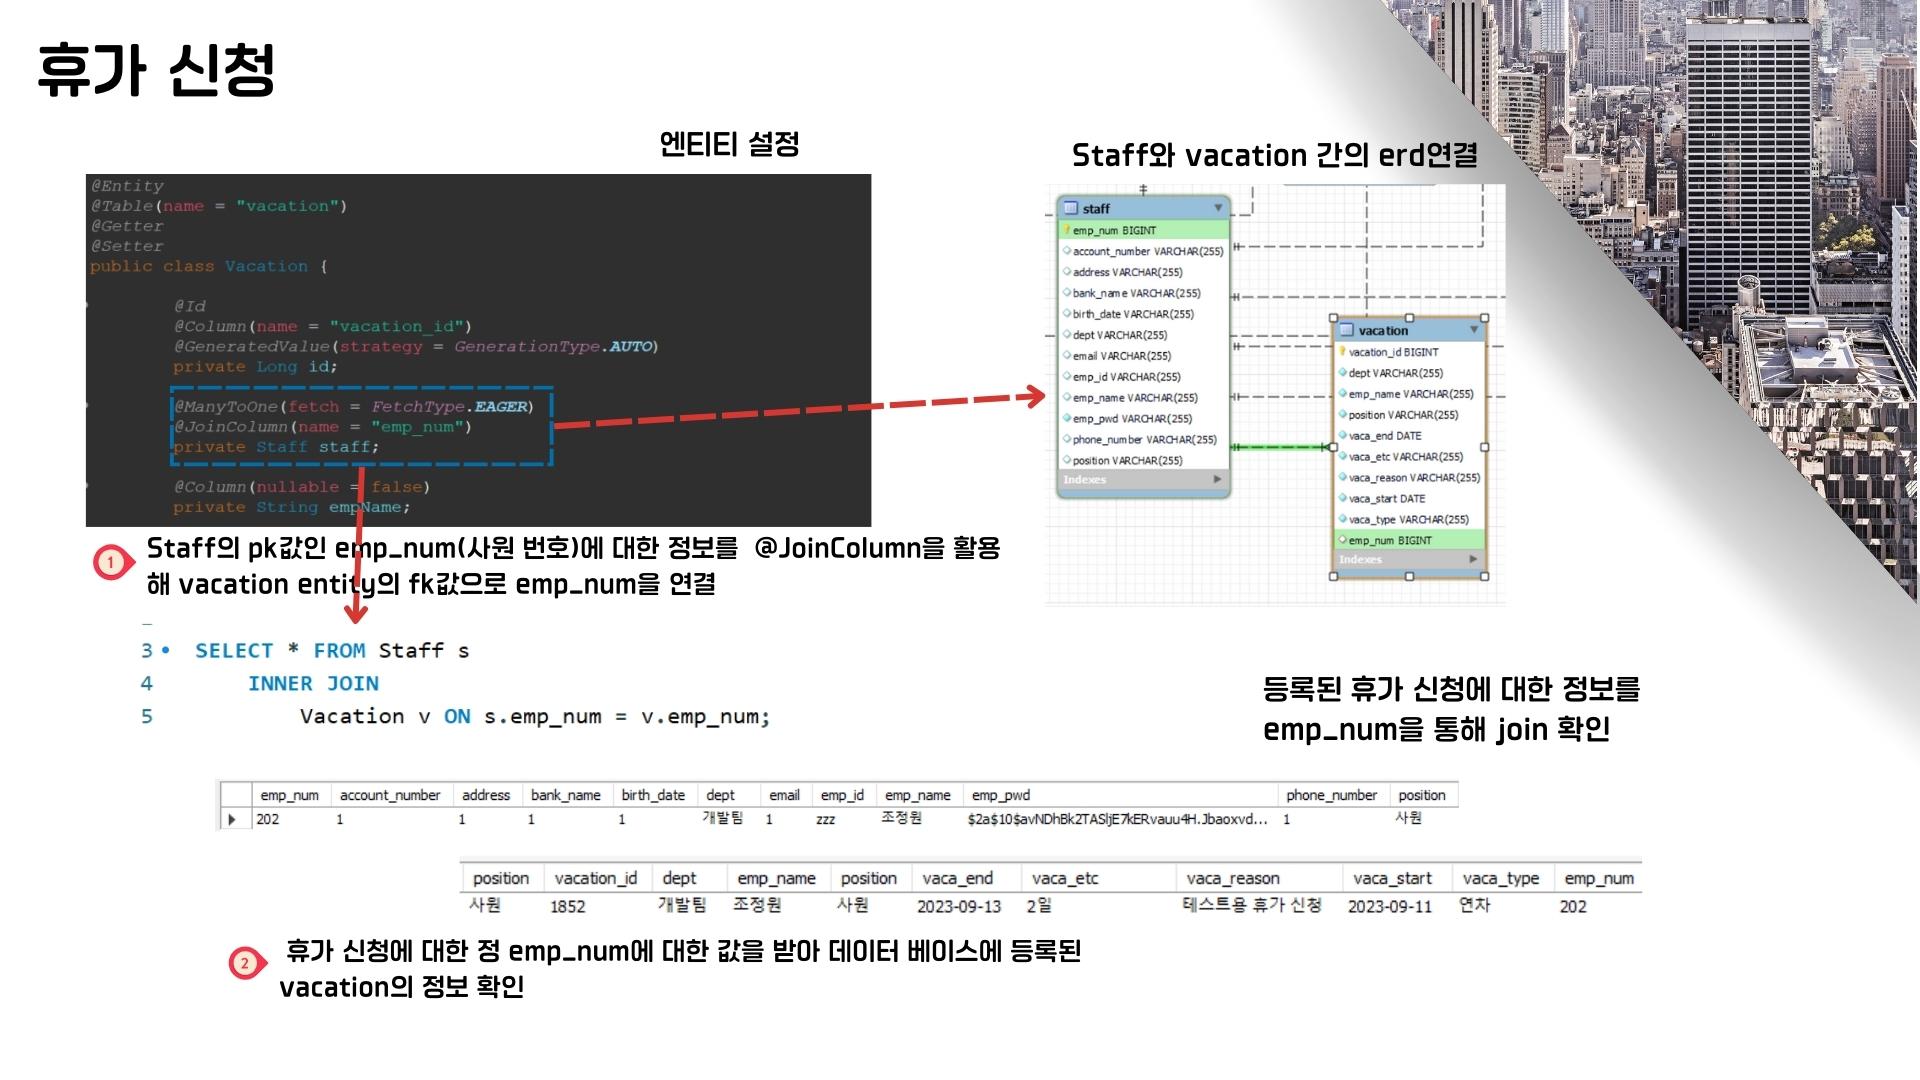 휴가 신청
엔티티 설정
@Entity
@Table(name = "vacation")
@Getter
@Setter
public class Vacation {
@Id
@Column(name = "vacation_id")
@GeneratedValue(strategy = GenerationType.AUTO)
private Long id;
@ManyToOne(fetch = FetchType.EAGER)
@JoinColumn(name = "emp_num")
private Staff staff;
@Column(nullable = false)
private String empName;
Staff와 vacation 간의 erd연결
staff
emp_num BIGINT
account_number VARCHAR(255)
address VARCHAR(255)
bank_name VARCHAR(255)
birth_date VARCHAR(255)
dept VARCHAR(255)
email VARCHAR(255)
emp_id VARCHAR(255)
emp_name VARCHAR(255)
emp_pwd VARCHAR(255)
phone_number VARCHAR(255)
position VARCHAR(255)
Indexes
vacation
vacation_id BIGINT
dept VARCHAR(255)
emp_name VARCHAR(255)
position VARCHAR(255)
vaca_end DATE
vaca_etc VARCHAR(255)
vaca_reason VARCHAR(255)
vaca_start DATE
vaca_type VARCHAR(255)
emp_num BIGINT
Indexes
1 Staff의 pk값인 emp_num(사원 번호)에 대한 정보를 @JoinColumn을 활용
해 vacation entity의 fk값으로 emp_num을 연결
3 SELECT * FROM Staff s
4 INNER JOIN
5 Vacation v ON s.emp_num = v.emp_num;
등록된 휴가 신청에 대한 정보를
emp_num을 통해 join 확인
emp_num account_number address bank_name birth_date dept email emp_id emp_name emp_pwd phone_number position
202 1 1 1 1 개발팀 1 zzz 조정원 $2a$10$avNDhBk2TASljE7kERvauu4H.Jbaoxvd... 1 사원
position vacation_id dept emp_name position vaca_end vaca_etc vaca_reason vaca_start vaca_type emp_num
사원 1852 개발팀 조정원 사원 2023-09-13 2일 테스트용 휴가 신청 2023-09-11 연차 202
2 휴가 신청에 대한 정 emp_num에 대한 값을 받아 데이터 베이스에 등록된
vacation의 정보 확인